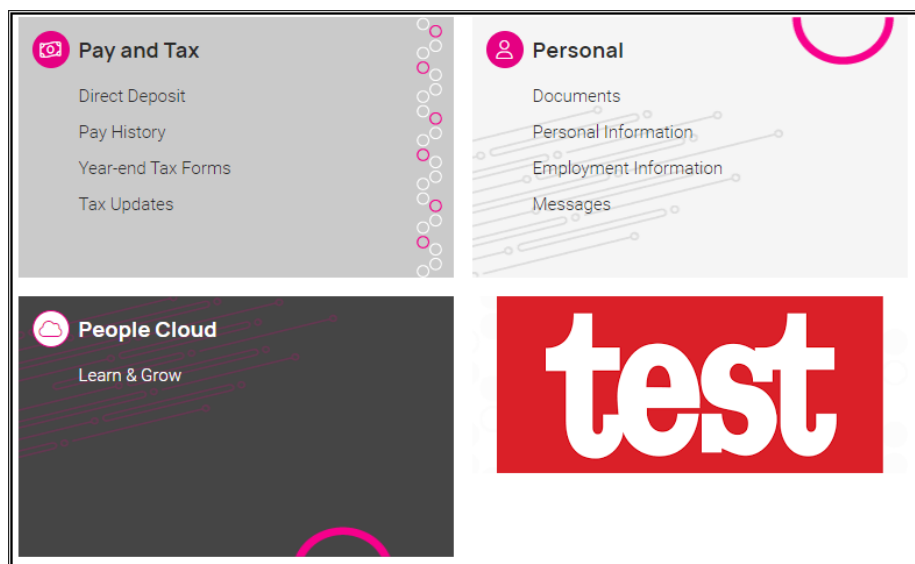 Pay and Tax
Direct Deposit
Pay History
Year-end Tax Forms
Tax Updates
Personal
Documents
Personal Information
Employment Information
Messages
People Cloud
Learn & Grow
test